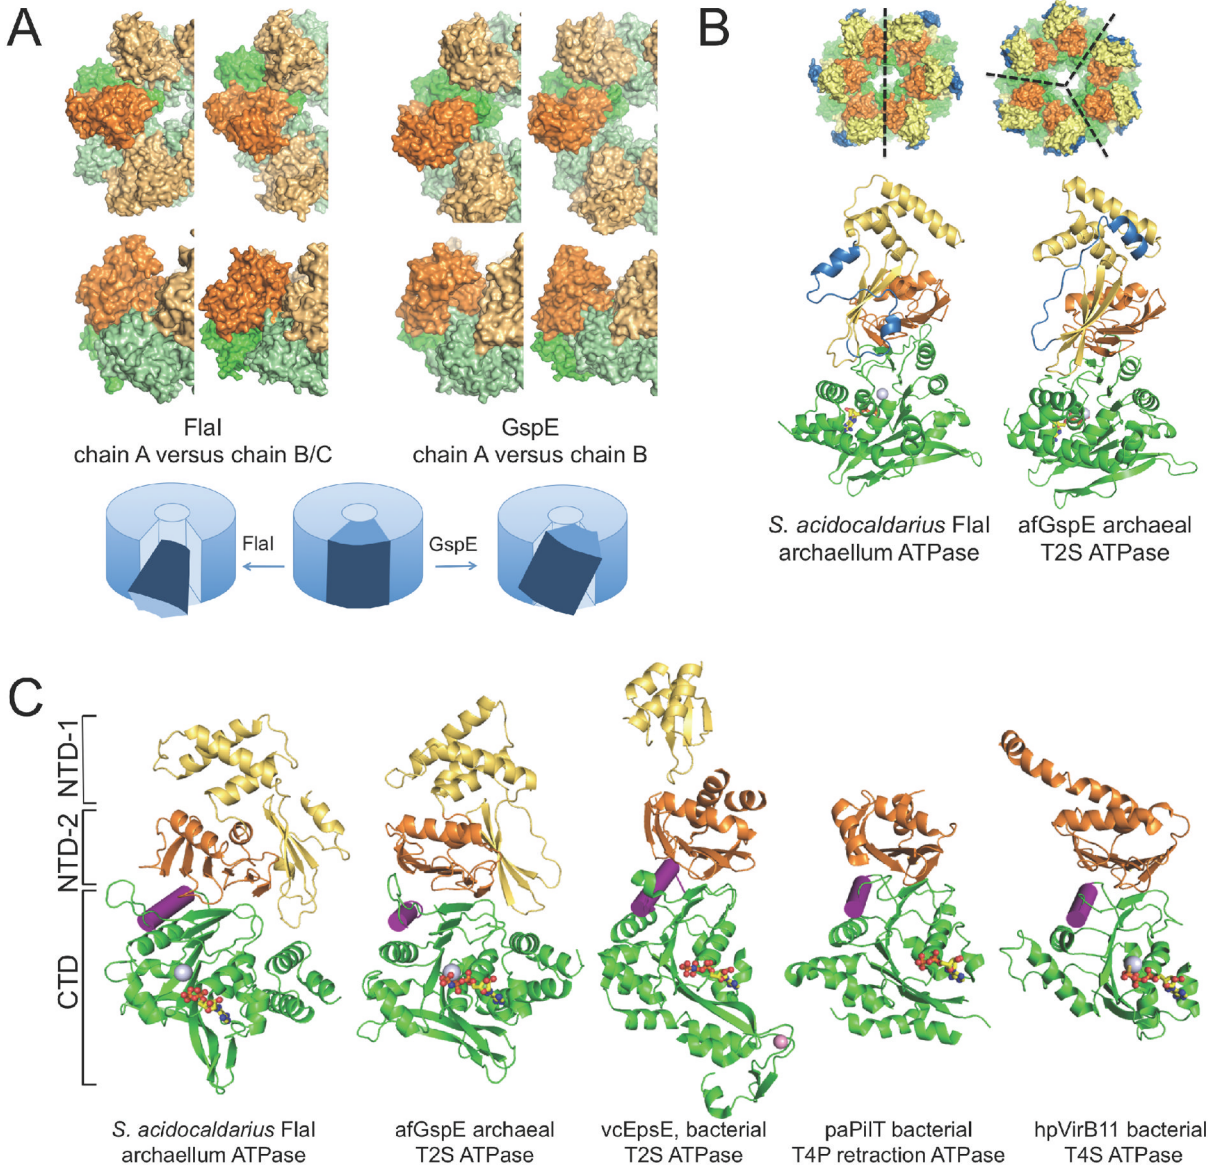 A
B
FlaI
chain A versus chain B/C
GspE
chain A versus chain B
FlaI
GspE
S. acidocaldarius FlaI
archaellum ATPase
afGspE archaeal
T2S ATPase
C
NTD-1
NTD-2
CTD
S. acidocaldarius FlaI
archaellum ATPase
afGspE archaeal
T2S ATPase
vcEpsE, bacterial
T2S ATPase
paPilT bacterial
T4P retraction ATPase
hpVirB11 bacterial
T4S ATPase